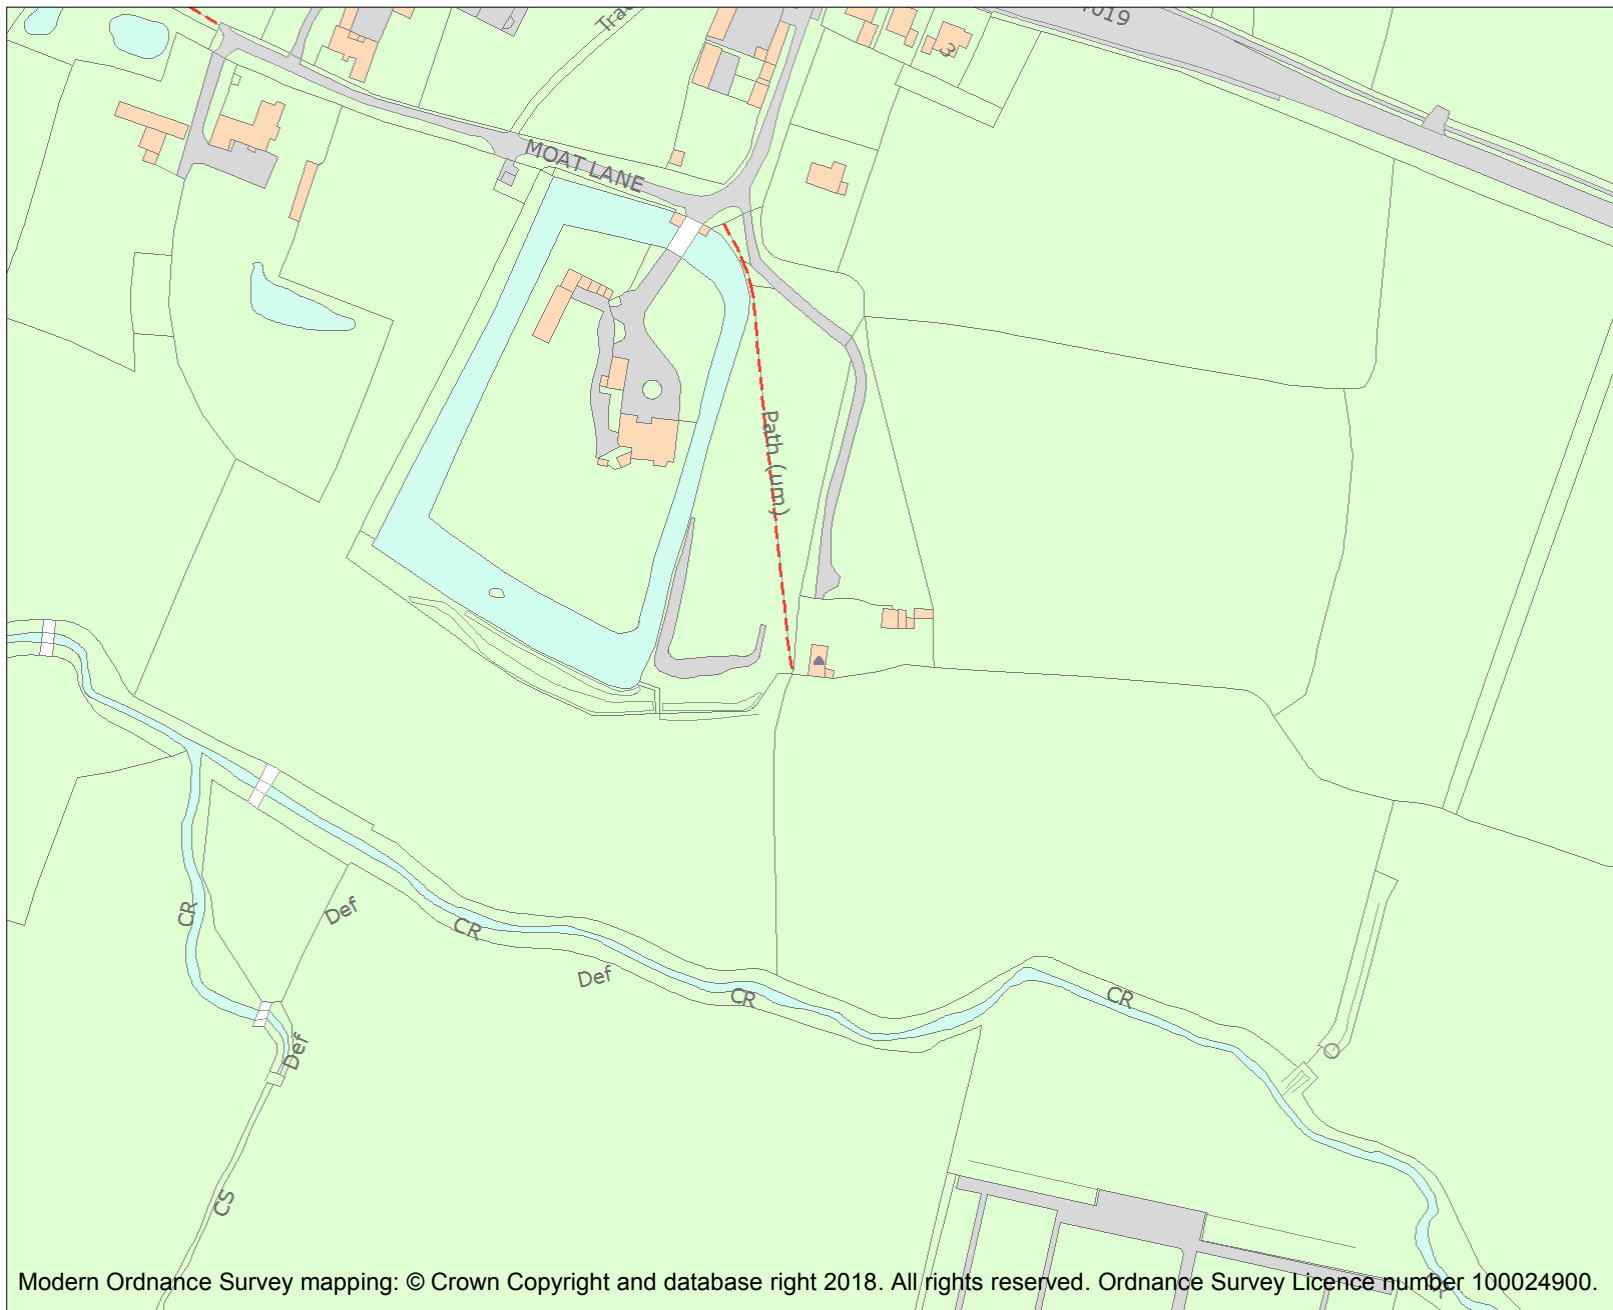 MOAT LANE
3
Path (um)
CR
Def
CR
Def
CR
CR
Def
CS
Modern Ordnance Survey mapping: © Crown Copyright and database right 2018. All rights reserved. Ordnance Survey Licence number 100024900.